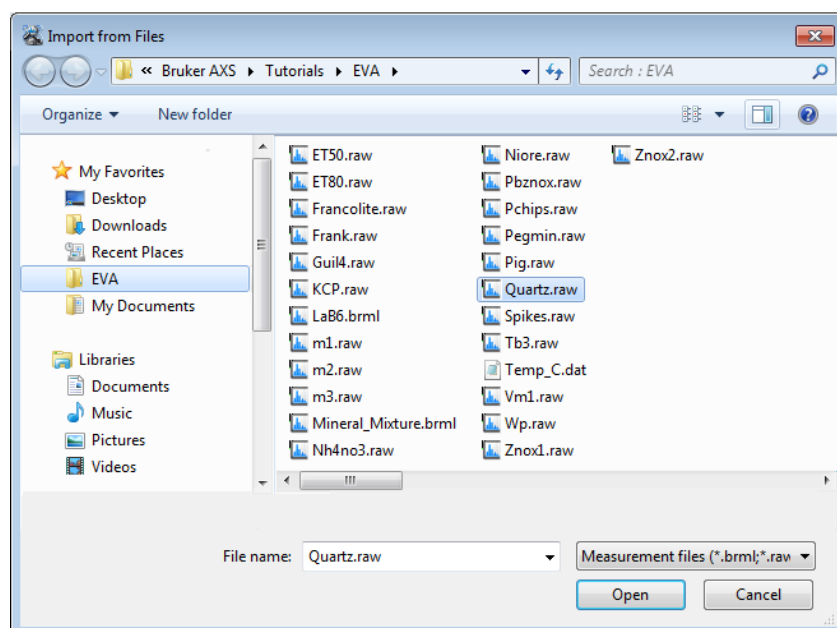 Import from Files
« Bruker AXS ▸ Tutorials ▸ EVA ▸
Search : EVA
Organize
New folder
My Favorites
Desktop
Downloads
Recent Places
EVA
My Documents
Libraries
Documents
Music
Pictures
Videos
ET50.raw
ET80.raw
Francolite.raw
Frank.raw
Guil4.raw
KCP.raw
LaB6.brml
m1.raw
m2.raw
m3.raw
Mineral_Mixture.brml
Nh4no3.raw
Niore.raw
Pbznox.raw
Pchips.raw
Pegmin.raw
Pig.raw
Quartz.raw
Spikes.raw
Tb3.raw
Temp_C.dat
Vm1.raw
Wp.raw
Znox1.raw
Znox2.raw
File name: Quartz.raw
Measurement files (*.brml;*.raw
Open
Cancel